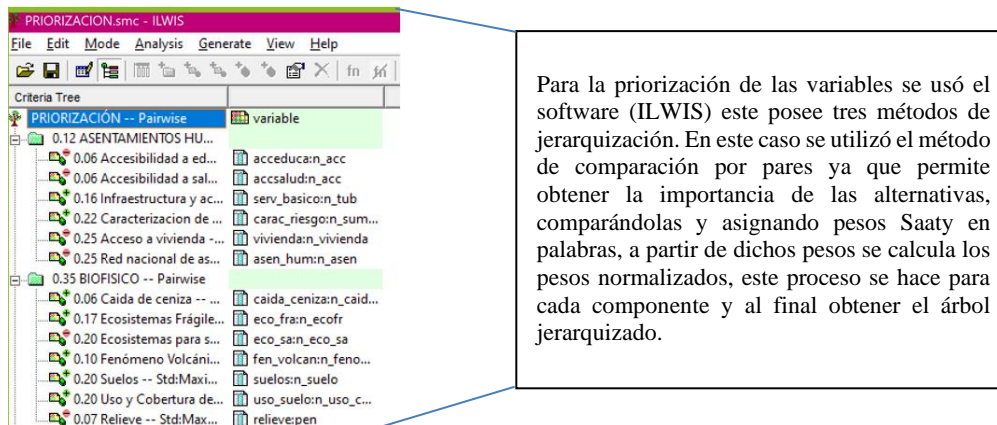 PRIORIZACION.smc - ILWIS
File Edit Mode Analysis Generate View Help
fn
Criteria Tree
PRIORIZACIÓN -- Pairwise variable
0.12 ASENTAMIENTOS HU...
0.06 Accesibilidad a ed... acceduca:n_acc
0.06 Accesibilidad a sal... accsalud:n_acc
0.16 Infraestructura y ac... serv_basico:n_tub
0.22 Caracterizacion de ... carac_riesgo:n_sum...
0.25 Acceso a vivienda -... vivienda:n_vivienda
0.25 Red nacional de as... asen_hum:n_asen
0.35 BIOFISICO -- Pairwise
0.06 Caida de ceniza -- ... caida_ceniza:n_caid...
0.17 Ecosistemas Frágile... eco_fra:n_ecofr
0.20 Ecosistemas para s... eco_sa:n_eco_sa
0.10 Fenómeno Volcáni... fen_volcan:n_feno...
0.20 Suelos -- Std:Maxi... suelos:n_suelo
0.20 Uso y Cobertura de... uso_suelo:n_uso_c...
0.07 Relieve -- Std:Max... relieve:pen
Para la priorización de las variables se usó el
software (ILWIS) este posee tres métodos de
jerarquización. En este caso se utilizó el método
de comparación por pares ya que permite
obtener la importancia de las alternativas,
comparándolas y asignando pesos Saaty en
palabras, a partir de dichos pesos se calcula los
pesos normalizados, este proceso se hace para
cada componente y al final obtener el árbol
jerarquizado.